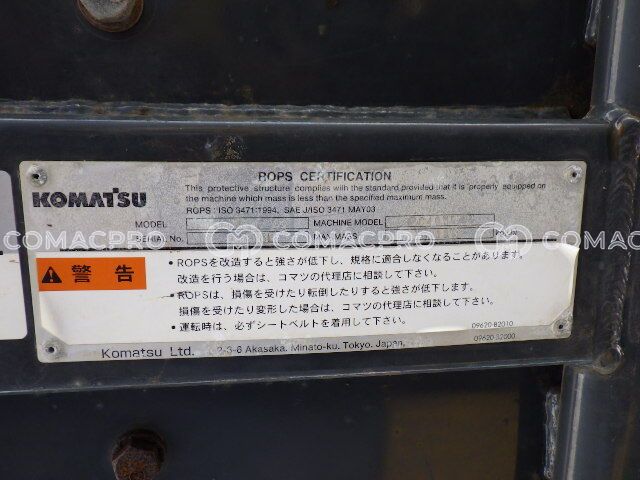 ROPS CERTIFICATION
KOMATSU
This protective structure complies with the standard provided that it is properly equipped on
the machine which mass is less than the specified maximum mass.
ROPS : ISO 3471:1994, SAE J/ISO 3471 MAY03
MODEL MACHINE MODEL
SERIAL No. MAX MASS
COMACPRO COMACPRO COMACPRO
警告
・ROPSを改造すると強さが低下し、規格に適合しなくなることがあります。
改造を行う場合は、コマツの代理店に相談して下さい。
・ROPSは、損傷を受けたり転倒したりすると強さが低下します。
損傷を受けたり変形した場合は、コマツの代理店に相談して下さい。
・運転時は、必ずシートベルトを着用して下さい。
09620-B2010
Komatsu Ltd. 2-3-6 Akasaka, Minato-ku, Tokyo, Japan,